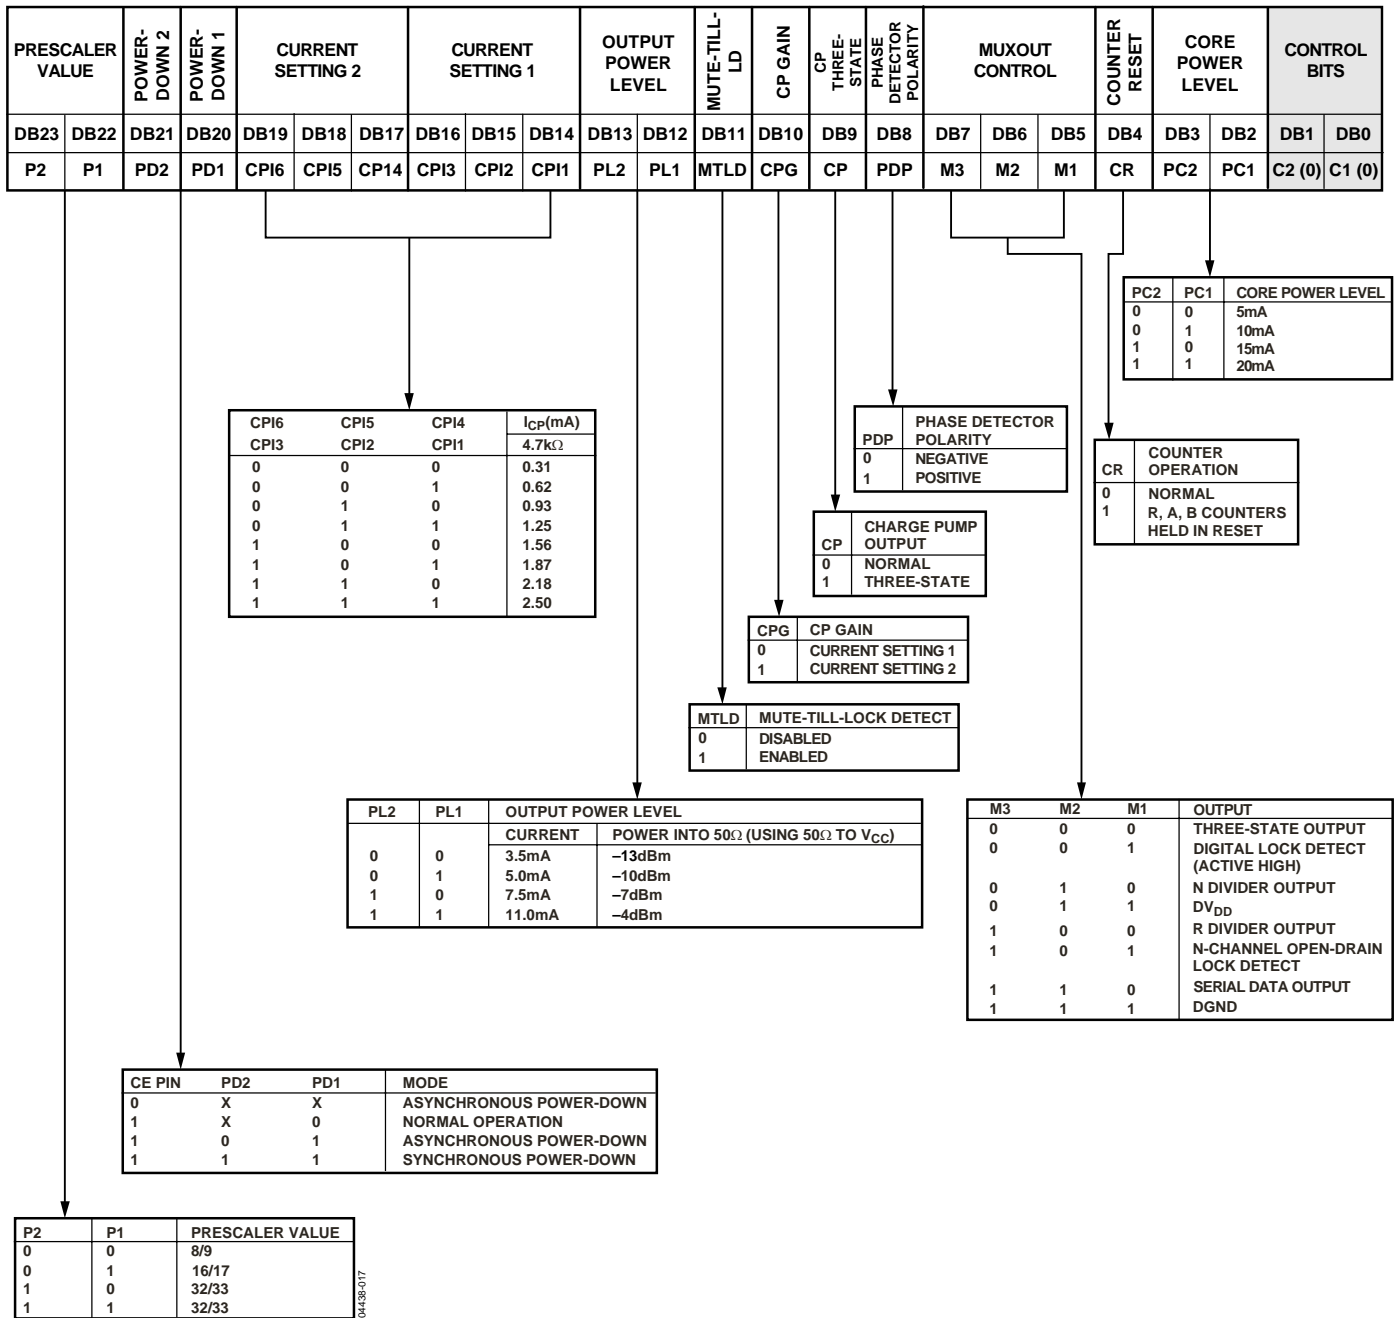 PRESCALER VALUE
POWER-DOWN 2
POWER-DOWN 1
CURRENT SETTING 2
CURRENT SETTING 1
OUTPUT POWER LEVEL
MUTE-TILL-LD
CP GAIN
CP THREE-STATE
PHASE DETECTOR POLARITY
MUXOUT CONTROL
COUNTER RESET
CORE POWER LEVEL
CONTROL BITS
DB23 DB22 DB21 DB20 DB19 DB18 DB17 DB16 DB15 DB14 DB13 DB12 DB11 DB10 DB9 DB8 DB7 DB6 DB5 DB4 DB3 DB2 DB1 DB0
P2 P1 PD2 PD1 CPI6 CPI5 CP14 CPI3 CPI2 CPI1 PL2 PL1 MTLD CPG CP PDP M3 M2 M1 CR PC2 PC1 C2 (0) C1 (0)
PC2 PC1 CORE POWER LEVEL
0 0 5mA
0 1 10mA
1 0 15mA
1 1 20mA
CPI6 CPI5 CPI4 ICP(mA)
CPI3 CPI2 CPI1 4.7kΩ
0 0 0 0.31
0 0 1 0.62
0 1 0 0.93
0 1 1 1.25
1 0 0 1.56
1 0 1 1.87
1 1 0 2.18
1 1 1 2.50
PHASE DETECTOR
PDP POLARITY
0 NEGATIVE
1 POSITIVE
COUNTER
CR OPERATION
0 NORMAL
1 R, A, B COUNTERS
HELD IN RESET
CHARGE PUMP
CP OUTPUT
0 NORMAL
1 THREE-STATE
CPG CP GAIN
0 CURRENT SETTING 1
1 CURRENT SETTING 2
MTLD MUTE-TILL-LOCK DETECT
0 DISABLED
1 ENABLED
PL2 PL1 OUTPUT POWER LEVEL
CURRENT POWER INTO 50Ω (USING 50Ω TO VCC)
0 0 3.5mA –13dBm
0 1 5.0mA –10dBm
1 0 7.5mA –7dBm
1 1 11.0mA –4dBm
M3 M2 M1 OUTPUT
0 0 0 THREE-STATE OUTPUT
0 0 1 DIGITAL LOCK DETECT
(ACTIVE HIGH)
0 1 0 N DIVIDER OUTPUT
0 1 1 DVDD
1 0 0 R DIVIDER OUTPUT
1 0 1 N-CHANNEL OPEN-DRAIN
LOCK DETECT
1 1 0 SERIAL DATA OUTPUT
1 1 1 DGND
CE PIN PD2 PD1 MODE
0 X X ASYNCHRONOUS POWER-DOWN
1 X 0 NORMAL OPERATION
1 0 1 ASYNCHRONOUS POWER-DOWN
1 1 1 SYNCHRONOUS POWER-DOWN
P2 P1 PRESCALER VALUE
0 0 8/9
0 1 16/17
1 0 32/33
1 1 32/33
04438-017